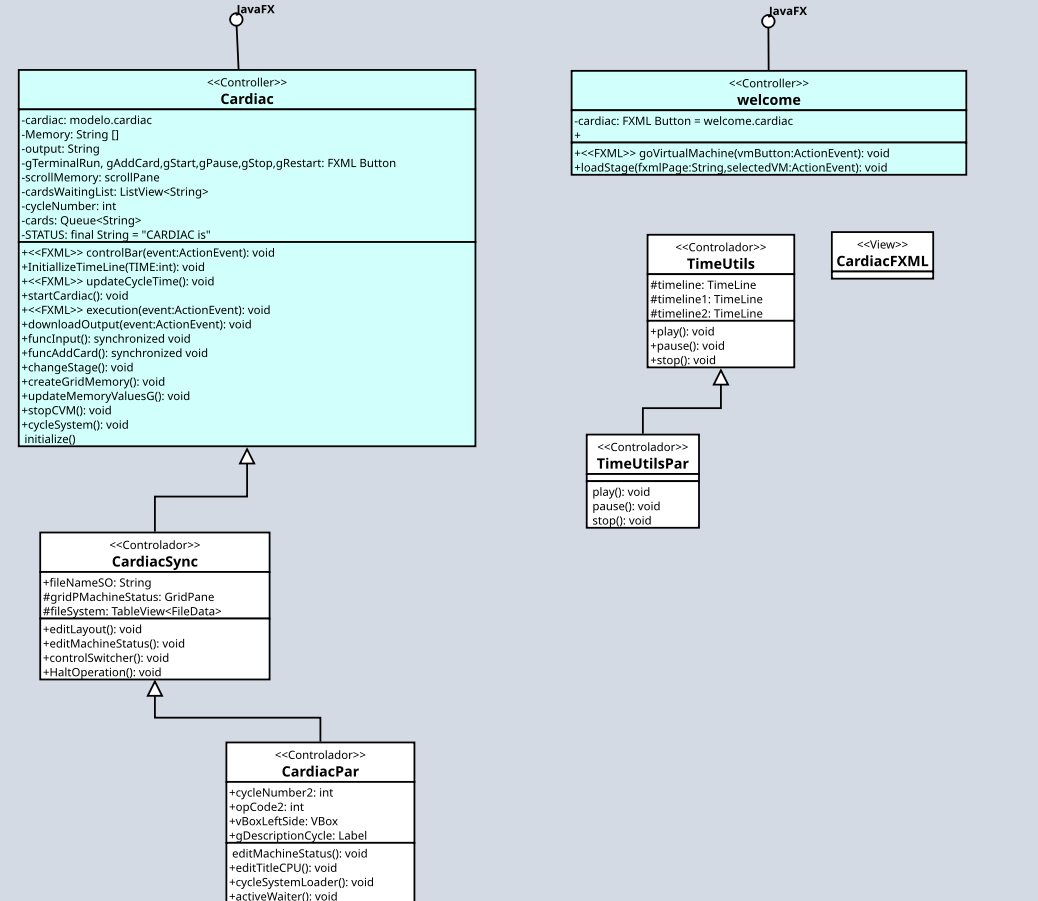 JavaFX
<<Controller>>
Cardiac
-cardiac: modelo.cardiac
-Memory: String []
-output: String
-gTerminalRun, gAddCard,gStart,gPause,gStop,gRestart: FXML Button
-scrollMemory: scrollPane
-cardsWaitingList: ListView<String>
-cycleNumber: int
-cards: Queue<String>
-STATUS: final String = "CARDIAC is"
+<<FXML>> controlBar(event:ActionEvent): void
+InitiallizeTimeLine(TIME:int): void
+<<FXML>> updateCycleTime(): void
+startCardiac(): void
+<<FXML>> execution(event:ActionEvent): void
+downloadOutput(event:ActionEvent): void
+funcInput(): synchronized void
+funcAddCard(): synchronized void
+changeStage(): void
+createGridMemory(): void
+updateMemoryValuesG(): void
+stopCVM(): void
+cycleSystem(): void
initialize()
<<Controlador>>
CardiacSync
+fileNameSO: String
#gridPMachineStatus: GridPane
#fileSystem: TableView<FileData>
+editLayout(): void
+editMachineStatus(): void
+controlSwitcher(): void
+HaltOperation(): void
<<Controlador>>
CardiacPar
+cycleNumber2: int
+opCode2: int
+vBoxLeftSide: VBox
+gDescriptionCycle: Label
editMachineStatus(): void
+editTitleCPU(): void
+cycleSystemLoader(): void
+activeWaiter(): void
JavaFX
<<Controller>>
welcome
-cardiac: FXML Button = welcome.cardiac
+
+<<FXML>> goVirtualMachine(vmButton:ActionEvent): void
+loadStage(fxmlPage:String,selectedVM:ActionEvent): void
<<Controlador>>
TimeUtils
#timeline: TimeLine
#timeline1: TimeLine
#timeline2: TimeLine
+play(): void
+pause(): void
+stop(): void
<<View>>
CardiacFXML
<<Controlador>>
TimeUtilsPar
play(): void
pause(): void
stop(): void